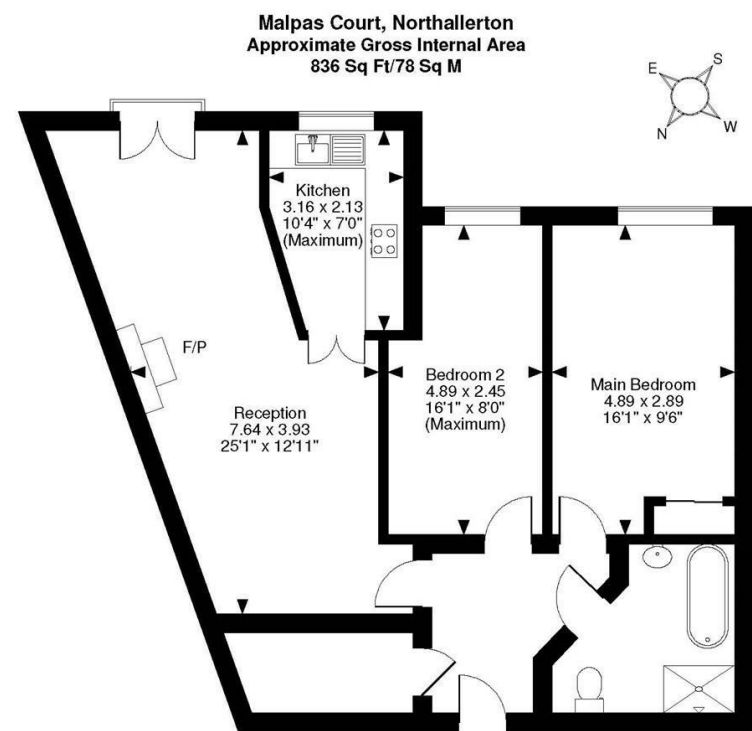 Malpas Court, Northallerton
Approximate Gross Internal Area
836 Sq Ft/78 Sq M
E
S
N
W
Kitchen
3.16 x 2.13
10'4" x 7'0"
(Maximum)
F/P
Reception
7.64 x 3.93
25'1" x 12'11"
Bedroom 2
4.89 x 2.45
16'1" x 8'0"
(Maximum)
Main Bedroom
4.89 x 2.89
16'1" x 9'6"